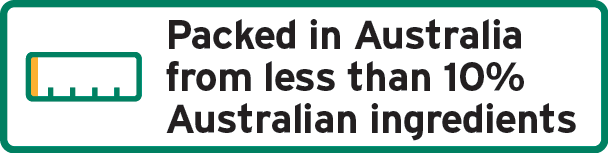 Packed in Australia
from less than 10%
Australian ingredients